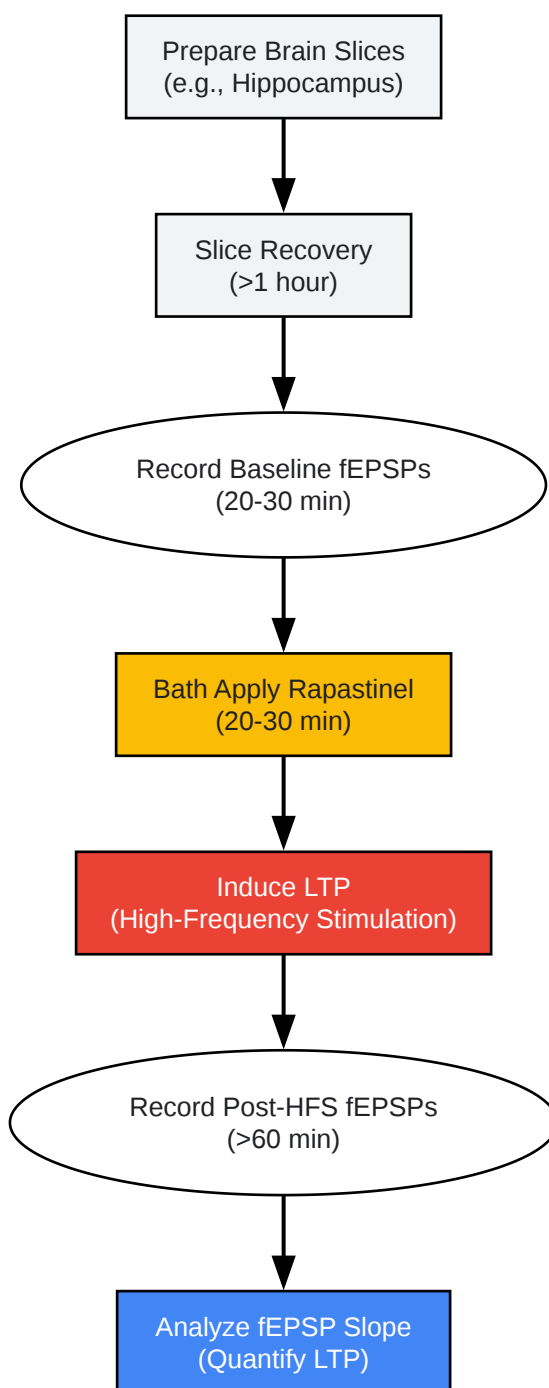 Prepare Brain Slices
(e.g., Hippocampus)
Slice Recovery
(>1 hour)
Record Baseline fEPSPs
(20-30 min)
Bath Apply Rapastinel
(20-30 min)
Induce LTP
(High-Frequency Stimulation)
Record Post-HFS fEPSPs
(>60 min)
Analyze fEPSP Slope
(Quantify LTP)